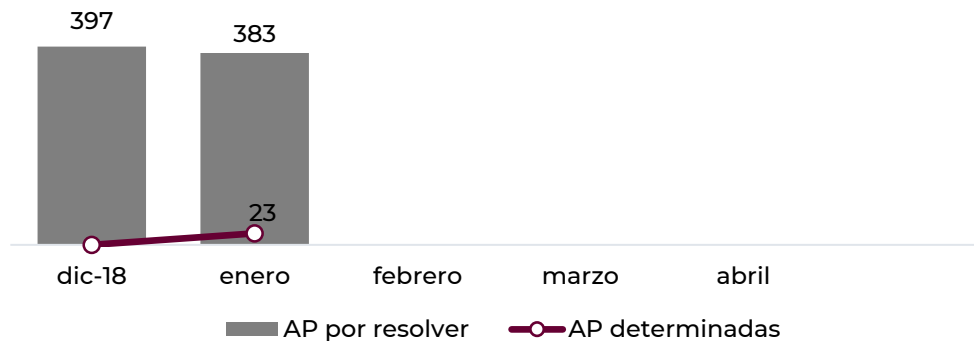 397
383
23
dic-18
enero
febrero
marzo
abril
AP por resolver
AP determinadas